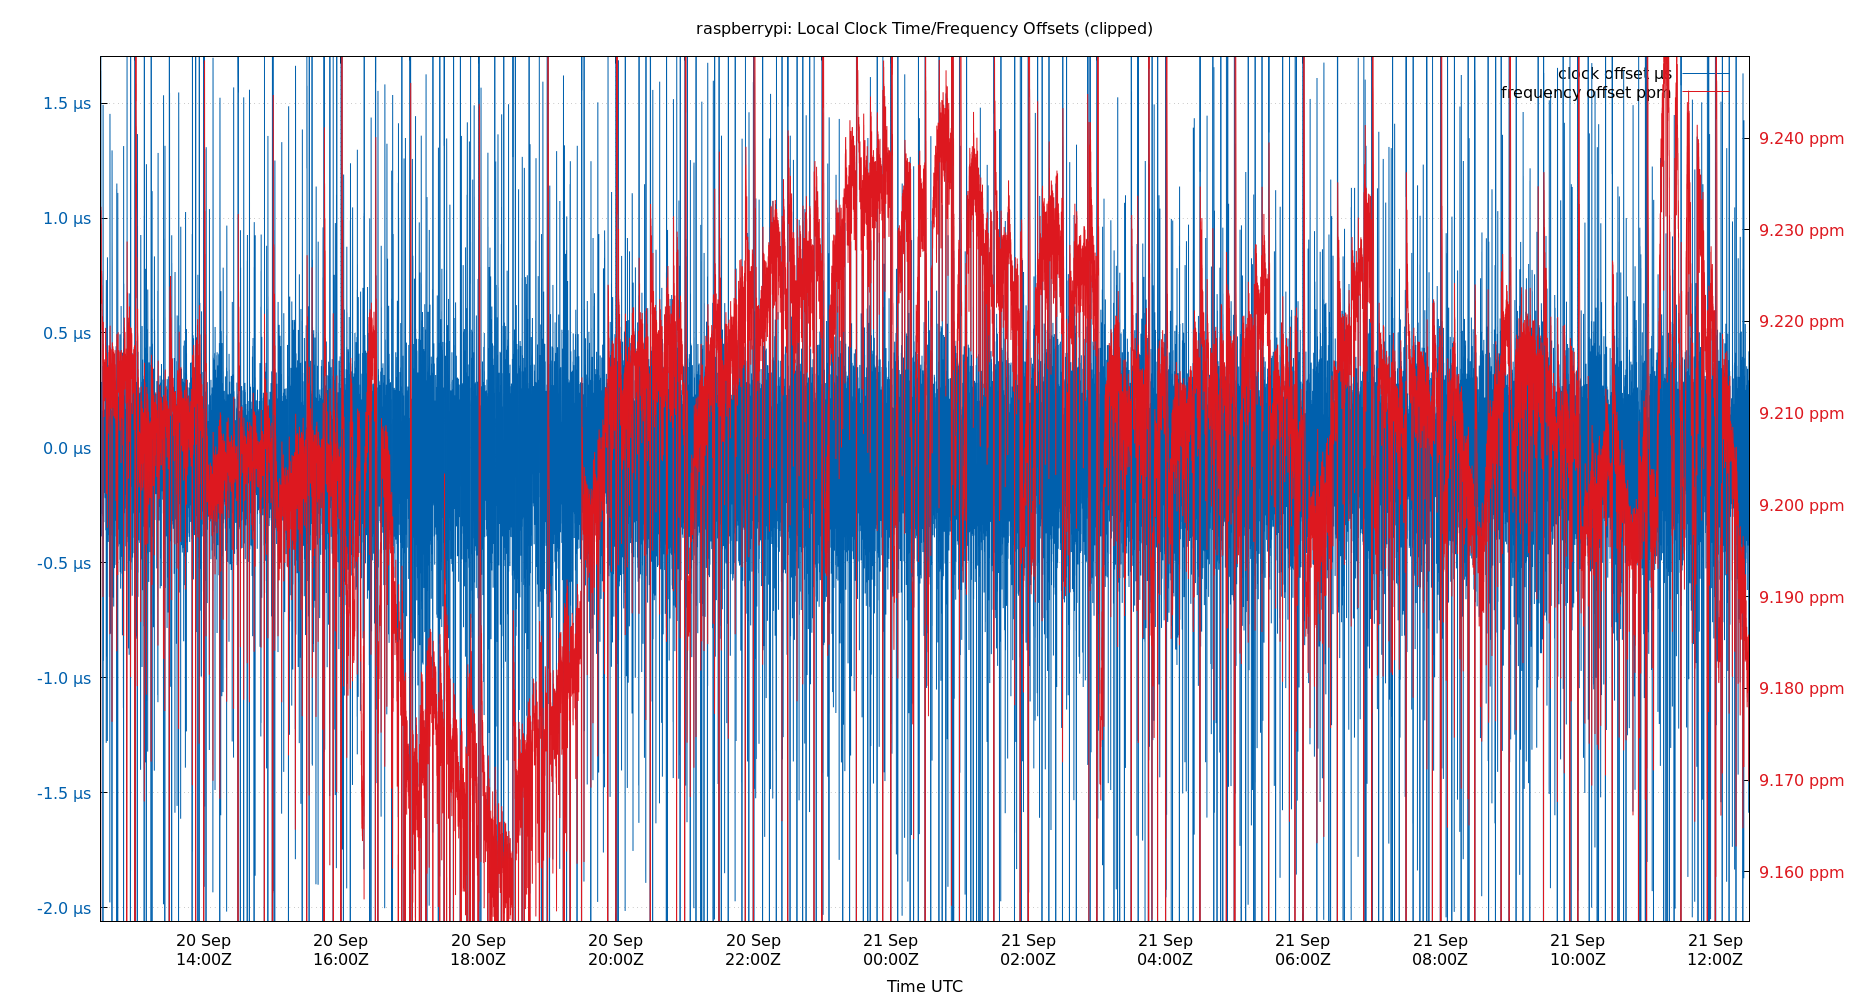 raspberrypi: Local Clock Time/Frequency Offsets (clipped)
clock offset µs
frequency offset ppm
1.5 µs
1.0 µs
0.5 µs
0.0 µs
-0.5 µs
-1.0 µs
-1.5 µs
-2.0 µs
9.240 ppm
9.230 ppm
9.220 ppm
9.210 ppm
9.200 ppm
9.190 ppm
9.180 ppm
9.170 ppm
9.160 ppm
20 Sep 20 Sep 20 Sep 20 Sep 20 Sep 21 Sep 21 Sep 21 Sep 21 Sep 21 Sep 21 Sep 21 Sep
14:00Z 16:00Z 18:00Z 20:00Z 22:00Z 00:00Z 02:00Z 04:00Z 06:00Z 08:00Z 10:00Z 12:00Z
Time UTC